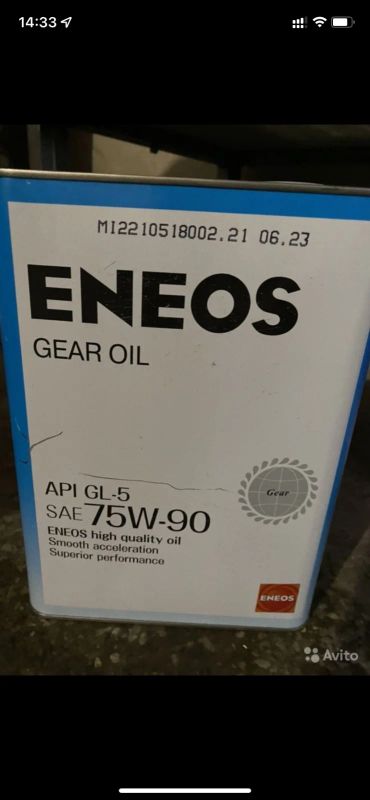 14:33
MI2210518002.21 06.23
ENEOS
GEAR OIL
Gear
API GL-5
SAE 75W-90
ENEOS high quality oil
Smooth acceleration
Superior performance
ENEOS
Avito